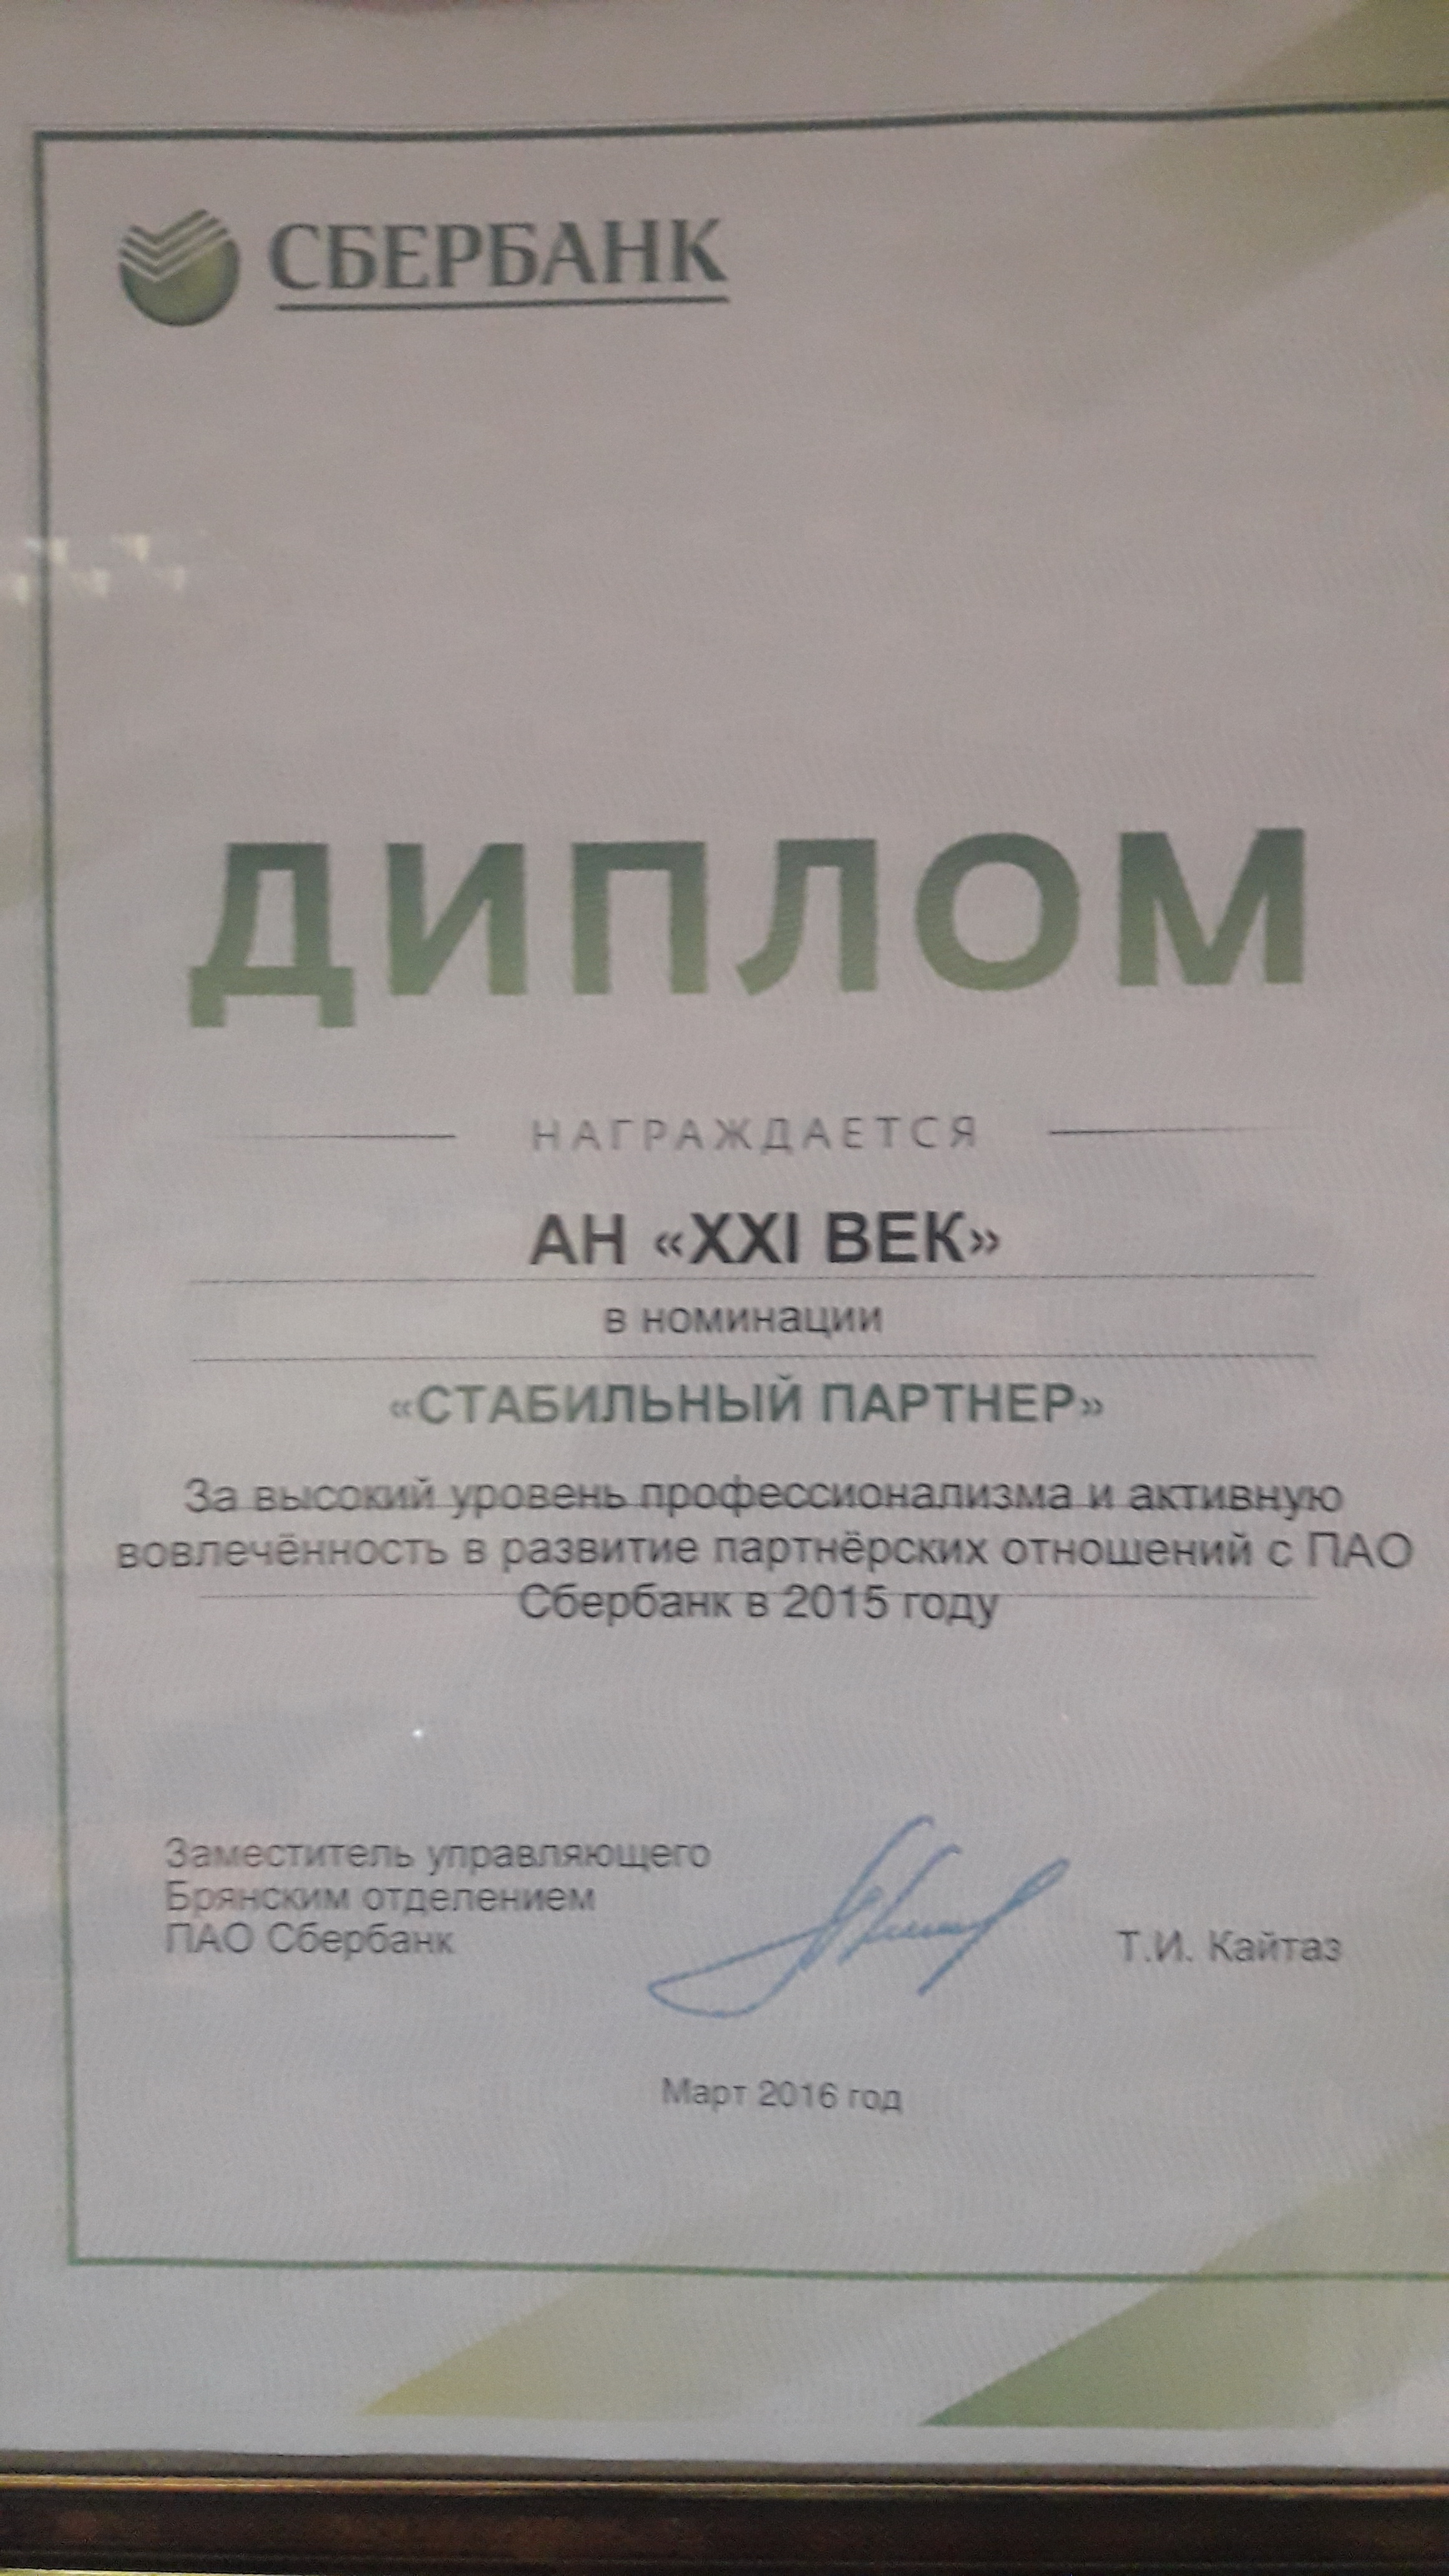 СБЕРБАНК
ДИПЛОМ
НАГРАЖДАЕТСЯ
АН «XXI ВЕК»
в номинации
«СТАБИЛЬНЫЙ ПАРТНЕР»
За высокий уровень профессионализма и активную
вовлечённость в развитие партнёрских отношений с ПАО
Сбербанк в 2015 году
Заместитель управляющего
Брянским отделением
ПАО Сбербанк
Т.И. Кайтаз
Март 2016 год